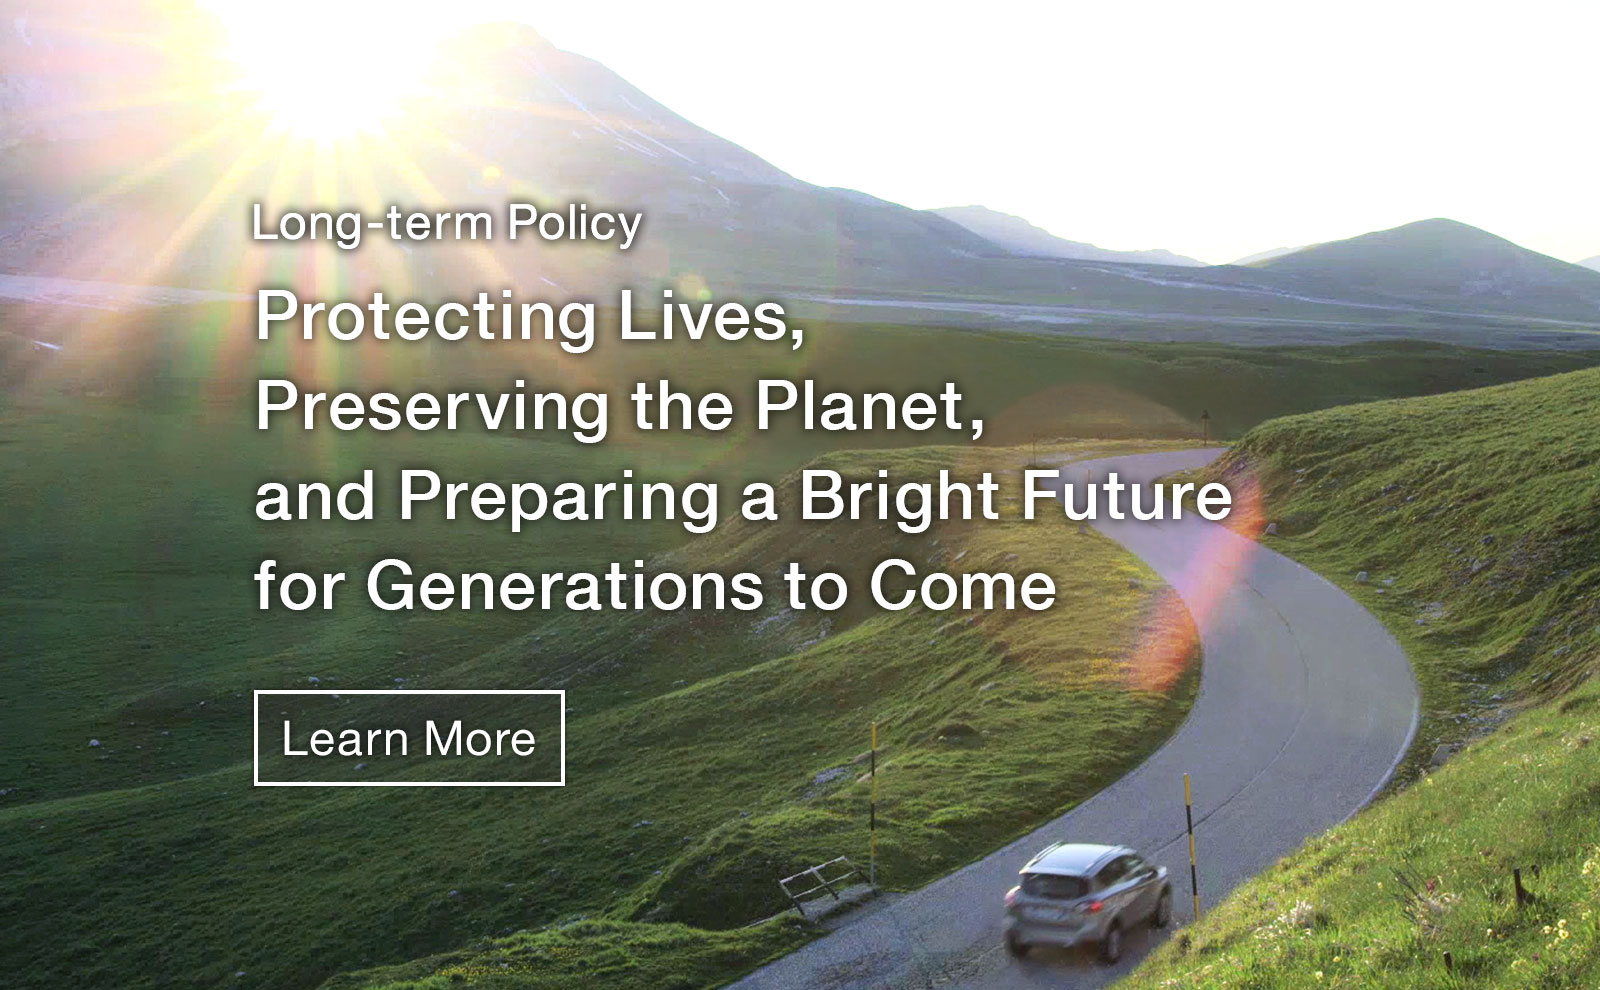 Long-term Policy
Protecting Lives,
Preserving the Planet,
and Preparing a Bright Future
for Generations to Come
Learn More